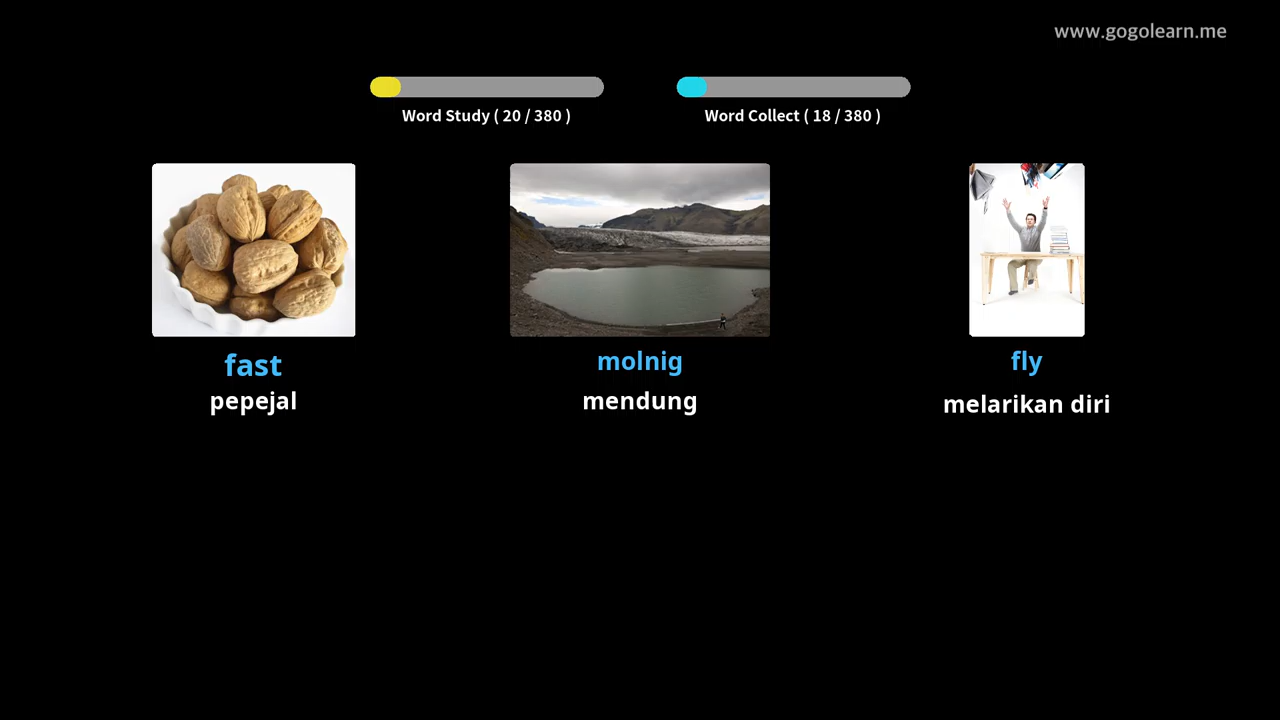 www.gogolearn.me
Word Study ( 20 / 380 )
Word Collect ( 18 / 380 )
fast
pepejal
molnig
mendung
fly
melarikan diri